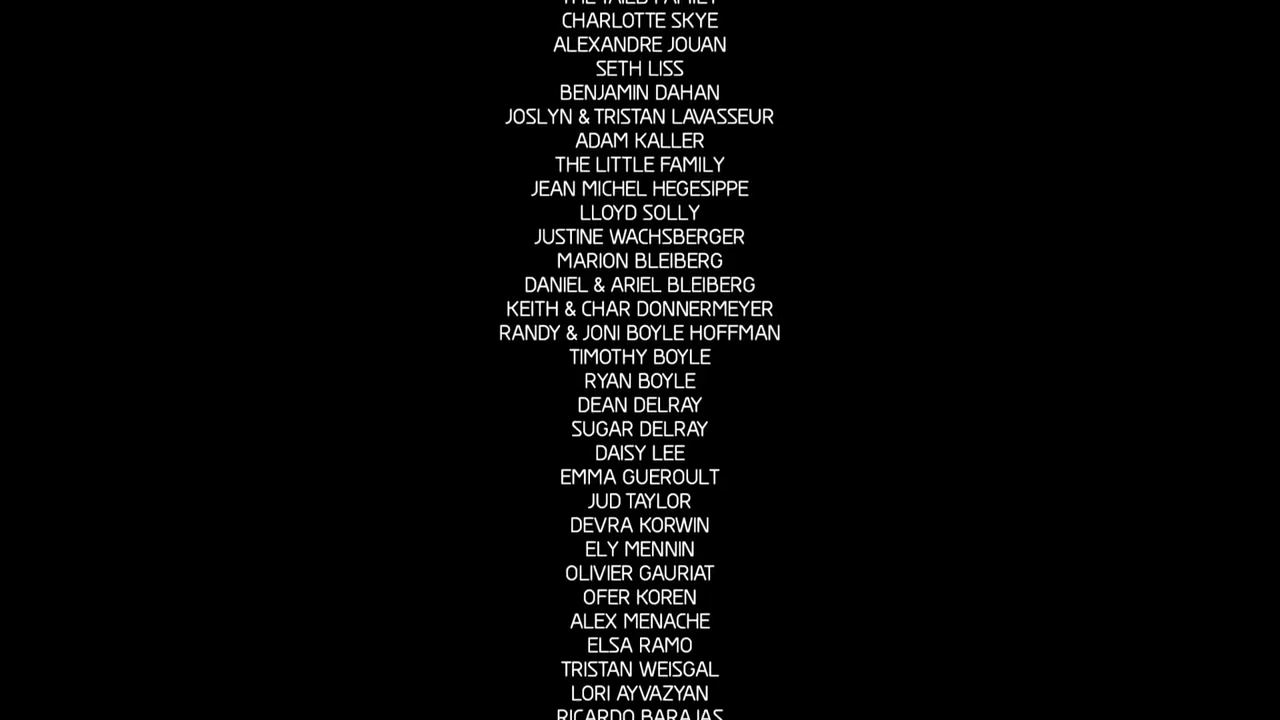 CHARLOTTE SKYE
ALEXANDRE JOUAN
SETH LISS
BENJAMIN DAHAN
JOSLYN & TRISTAN LAVASSEUR
ADAM KALLER
THE LITTLE FAMILY
JEAN MICHEL HEGESIPPE
LLOYD SOLLY
JUSTINE WACHSBERGER
MARION BLEIBERG
DANIEL & ARIEL BLEIBERG
KEITH & CHAR DONNERMEYER
RANDY & JONI BOYLE HOFFMAN
TIMOTHY BOYLE
RYAN BOYLE
DEAN DELRAY
SUGAR DELRAY
DAISY LEE
EMMA GUEROULT
JUD TAYLOR
DEVRA KORWIN
ELY MENNIN
OLIVIER GAURIAT
OFER KOREN
ALEX MENACHE
ELSA RAMO
TRISTAN WEISGAL
LORI AYVAZYAN
RICARDO BARAJAS